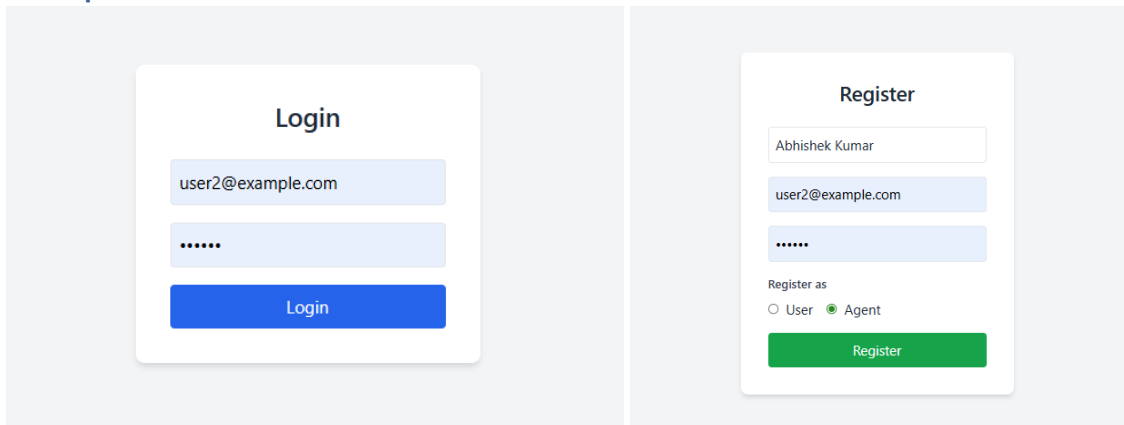 Login
user2@example.com
••••••
Login
Register
Abhishek Kumar
user2@example.com
••••••
Register as
User Agent
Register